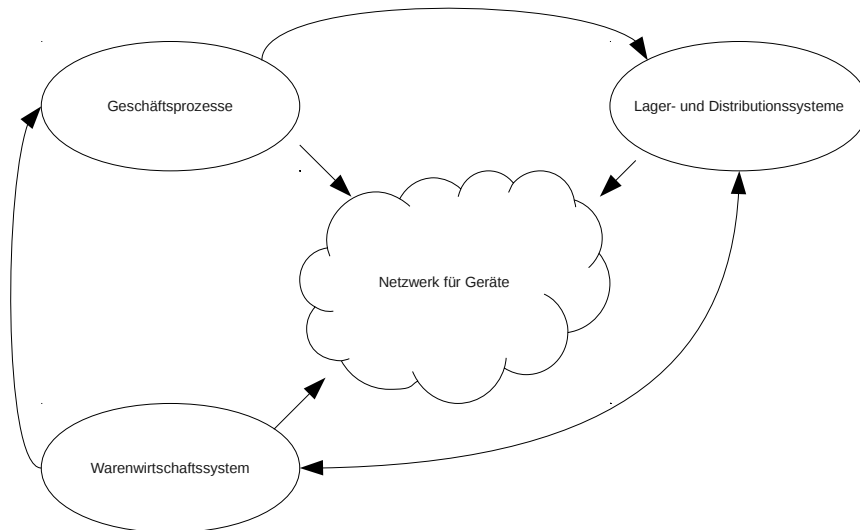 Geschäftsprozesse
Lager- und Distributionssysteme
Netzwerk für Geräte
Warenwirtschaftssystem